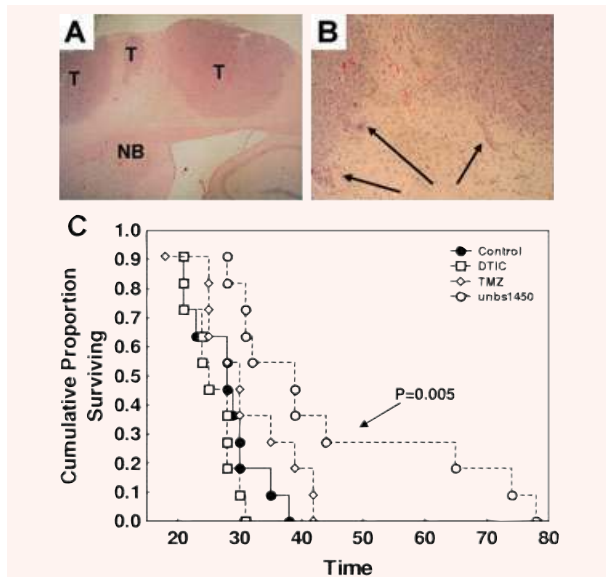 A
B
T
T
T
NB
C
Cumulative Proportion
Surviving
1.0
0.9
0.8
0.7
0.6
0.5
0.4
0.3
0.2
0.1
0.0
Control
DTIC
TMZ
unbs1450
P=0.005
20 30 40 50 60 70 80
Time